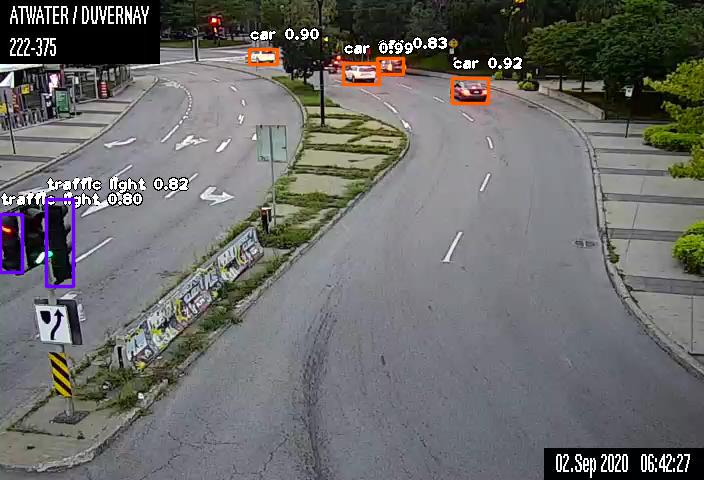 ATWATER / DUVERNAY
222-375
car 0.90
car 0.99
0.83
car 0.92
traffic light 0.82
traffic light 0.80
02.Sep 2020 06:42:27